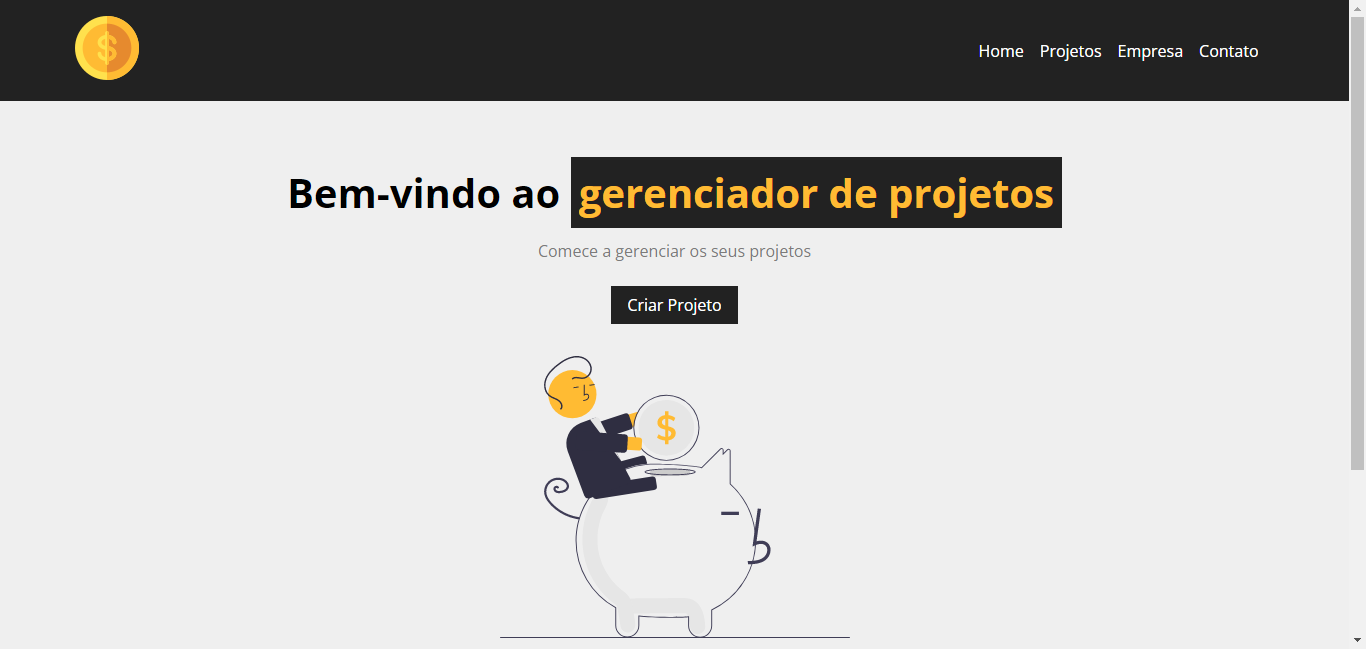 $
Home Projetos Empresa Contato
Bem-vindo ao gerenciador de projetos
Comece a gerenciar os seus projetos
Criar Projeto
$